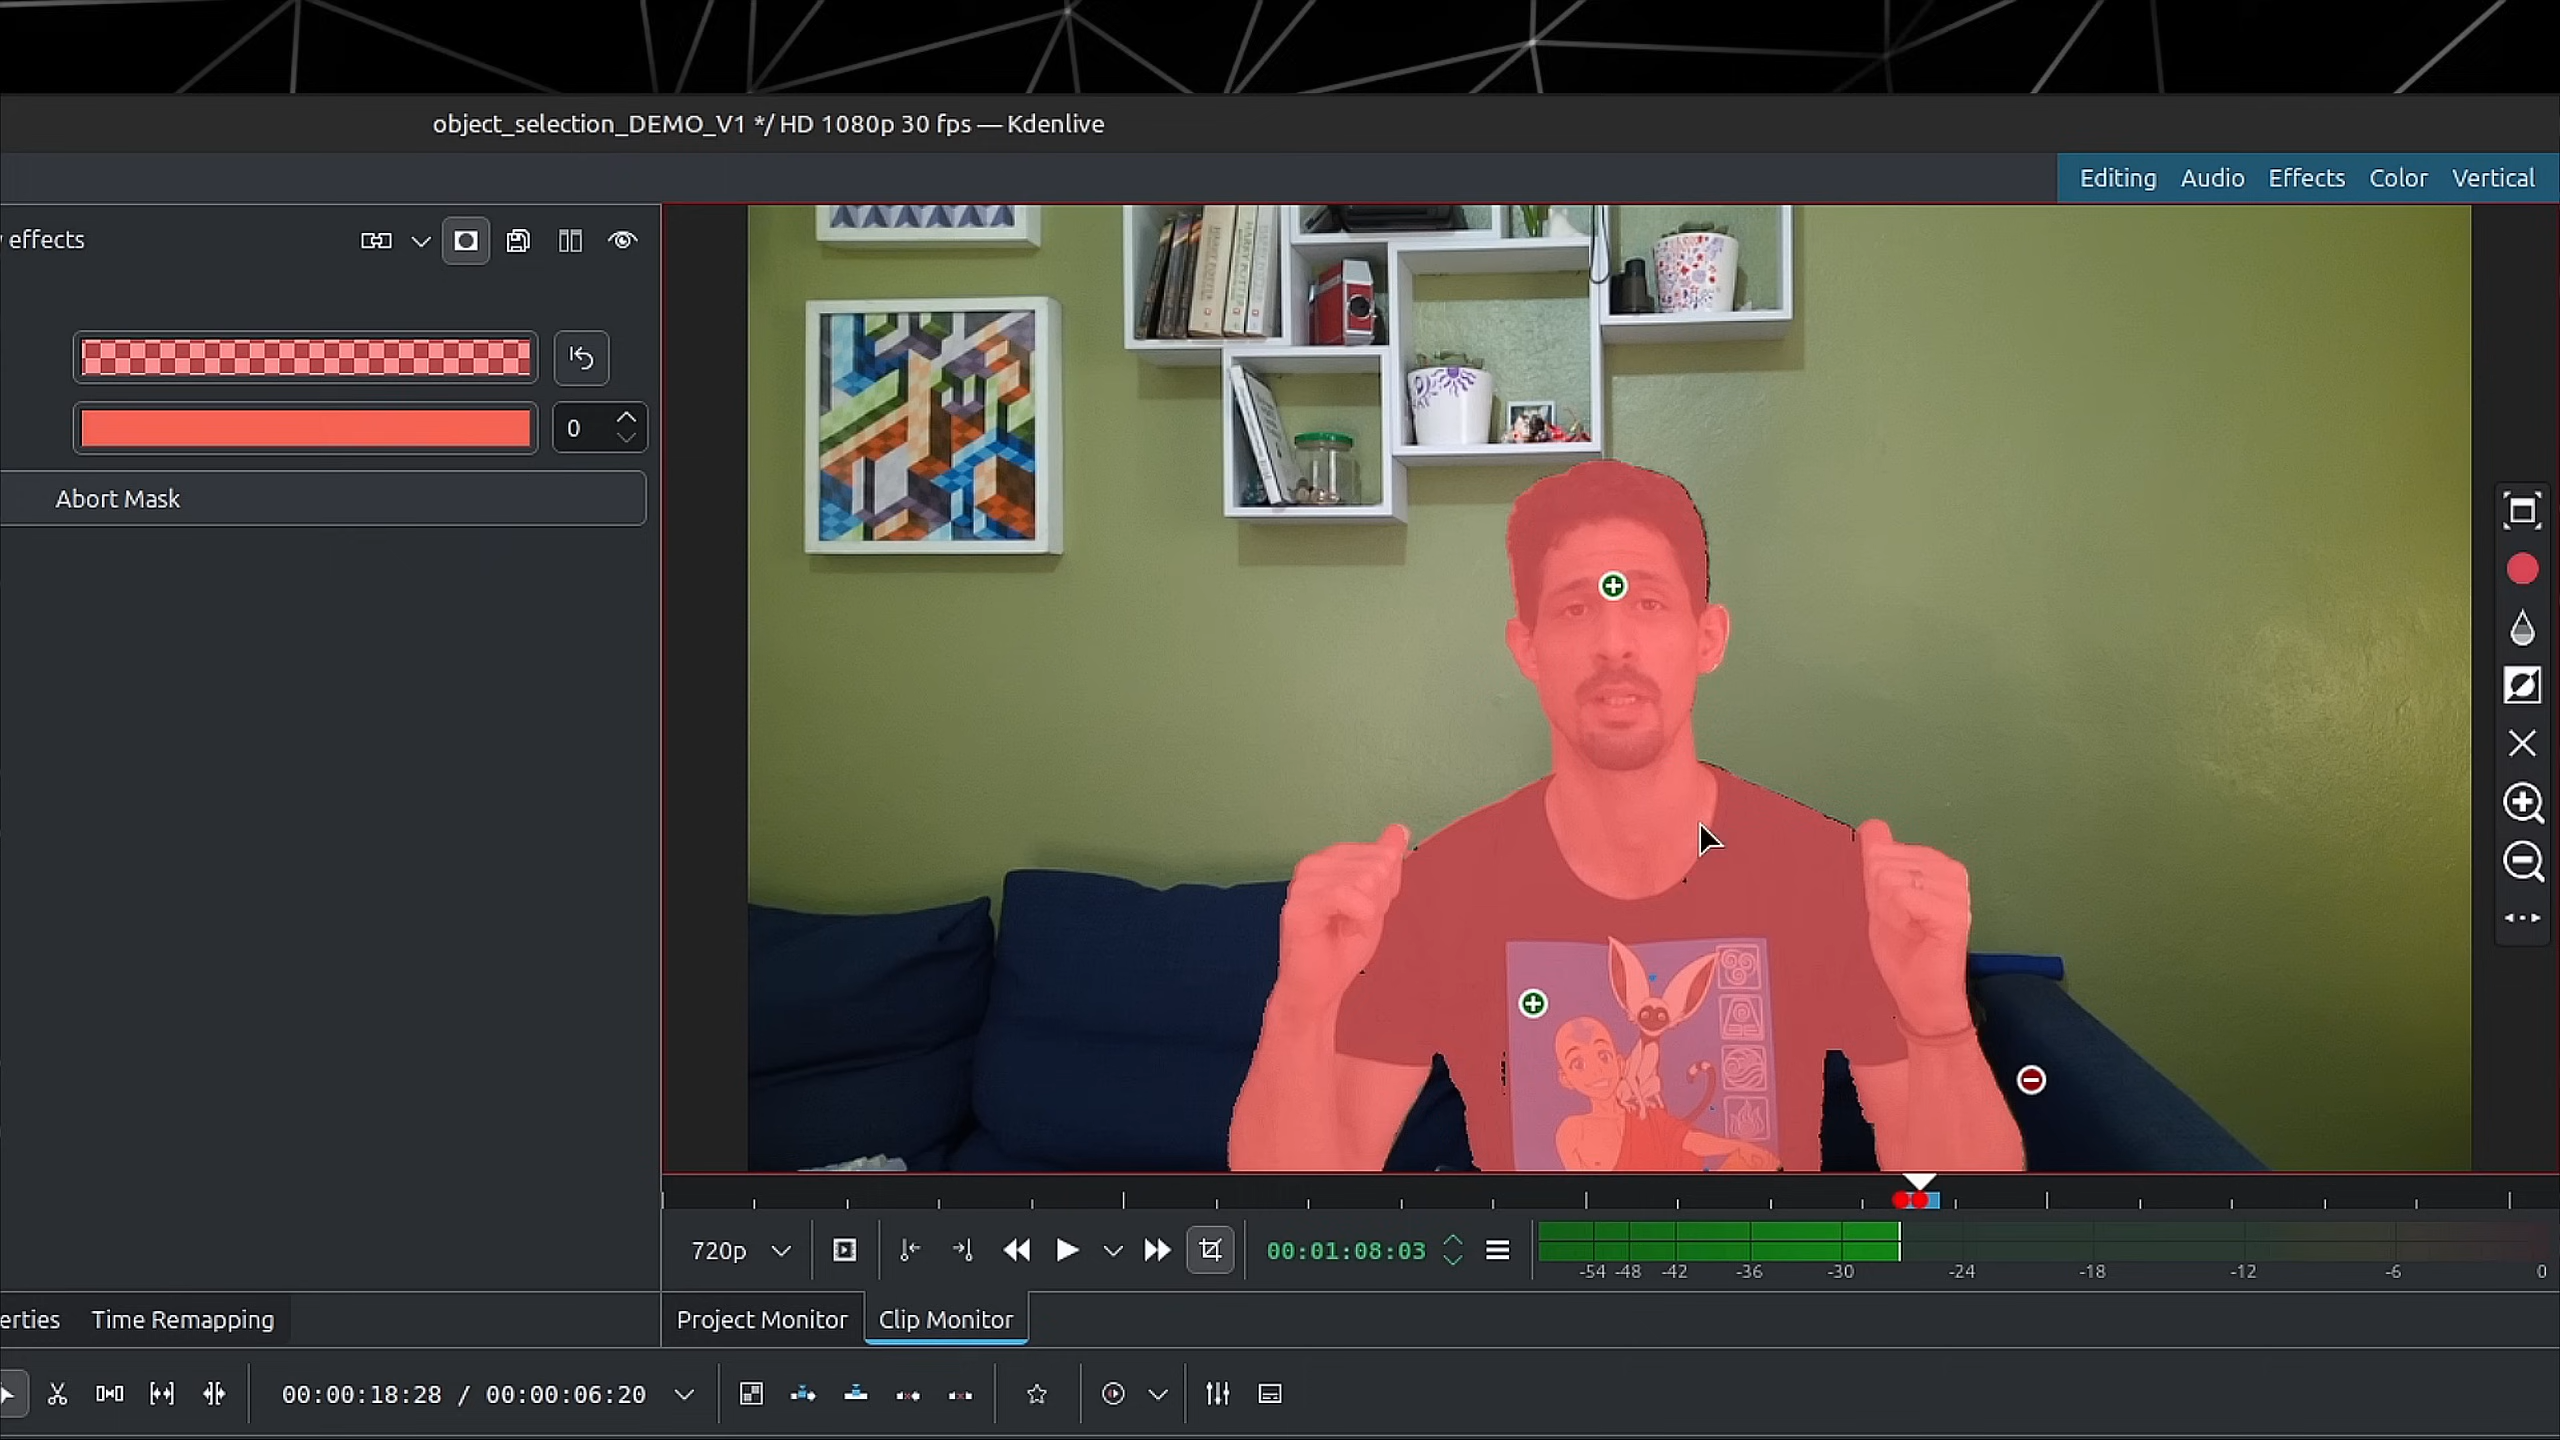 object_selection_DEMO_V1 */ HD 1080p 30 fps — Kdenlive
Editing Audio Effects Color Vertical
effects
0
Abort Mask
HARRY POTTER
720p
00:01:08:03
-54 -48 -42 -36 -30 -24 -18 -12 -6 0
erties Time Remapping
Project Monitor Clip Monitor
00:00:18:28 / 00:00:06:20